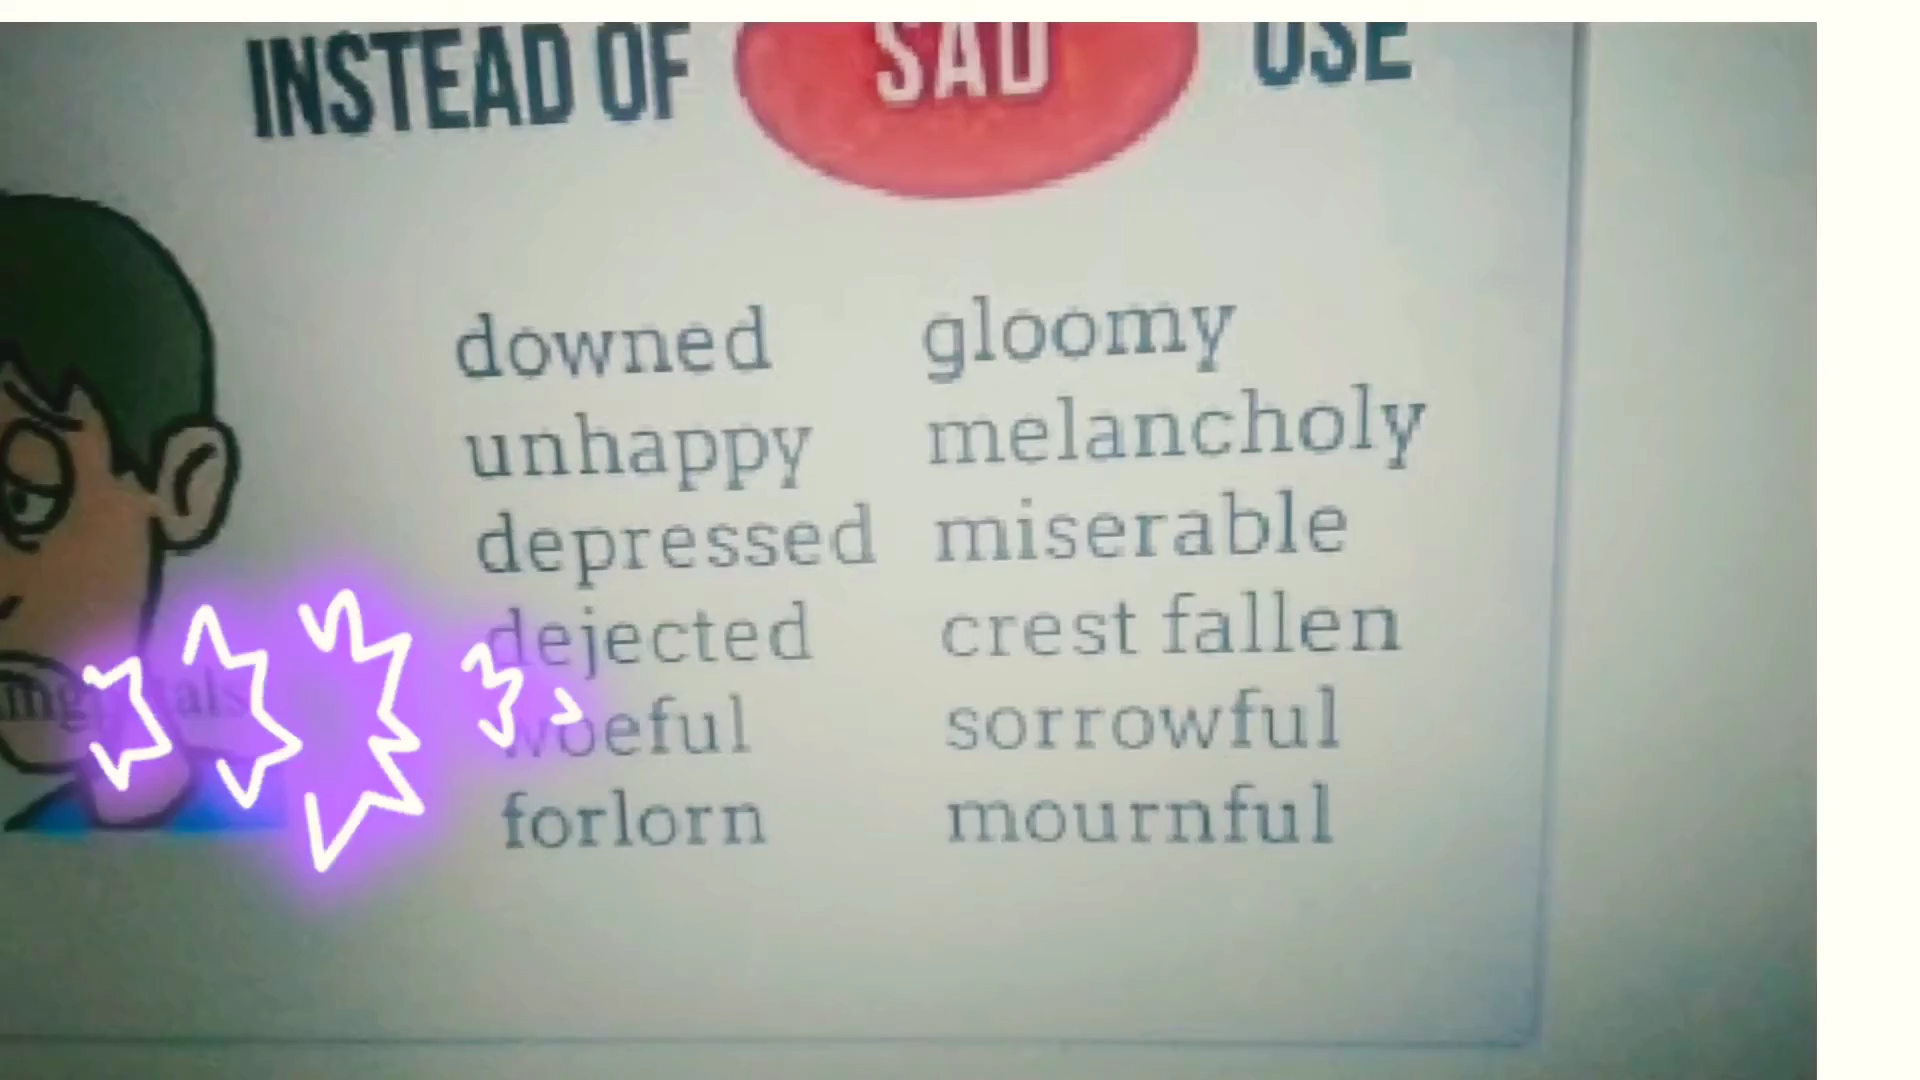 INSTEAD OF SAD USE
downed gloomy
unhappy melancholy
depressed miserable
dejected crest fallen
woeful sorrowful
forlorn mournful